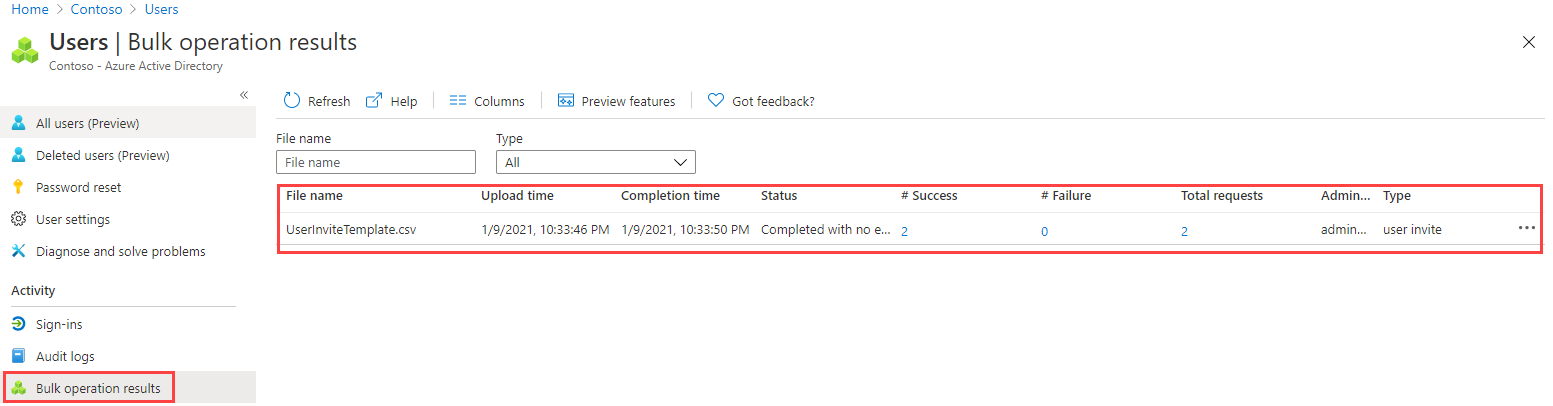 Home > Contoso > Users
Users | Bulk operation results
Contoso - Azure Active Directory
«
All users (Preview)
Deleted users (Preview)
Password reset
User settings
Diagnose and solve problems
Activity
Sign-ins
Audit logs
Bulk operation results
Refresh Help Columns Preview features Got feedback?
File name Type
File name All
File name Upload time Completion time Status # Success # Failure Total requests Admin... Type
UserInviteTemplate.csv 1/9/2021, 10:33:46 PM 1/9/2021, 10:33:50 PM Completed with no e... 2 0 2 admin... user invite ...